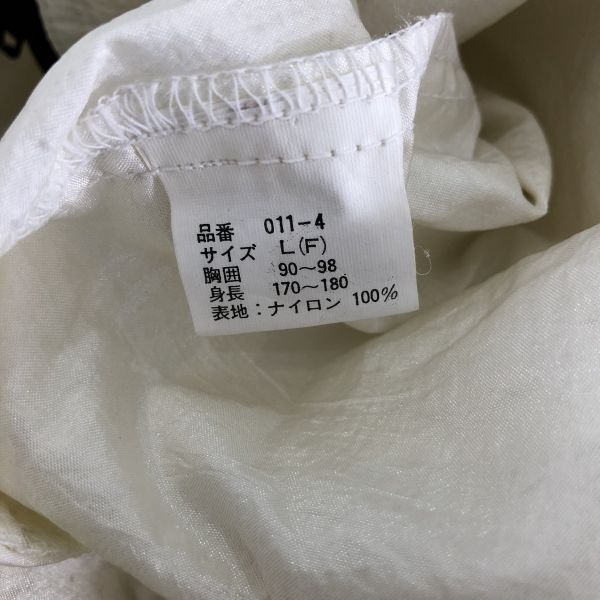 品番 011-4
サイズ L(F)
胸囲 90～98
身長 170～180
表地：ナイロン 100%